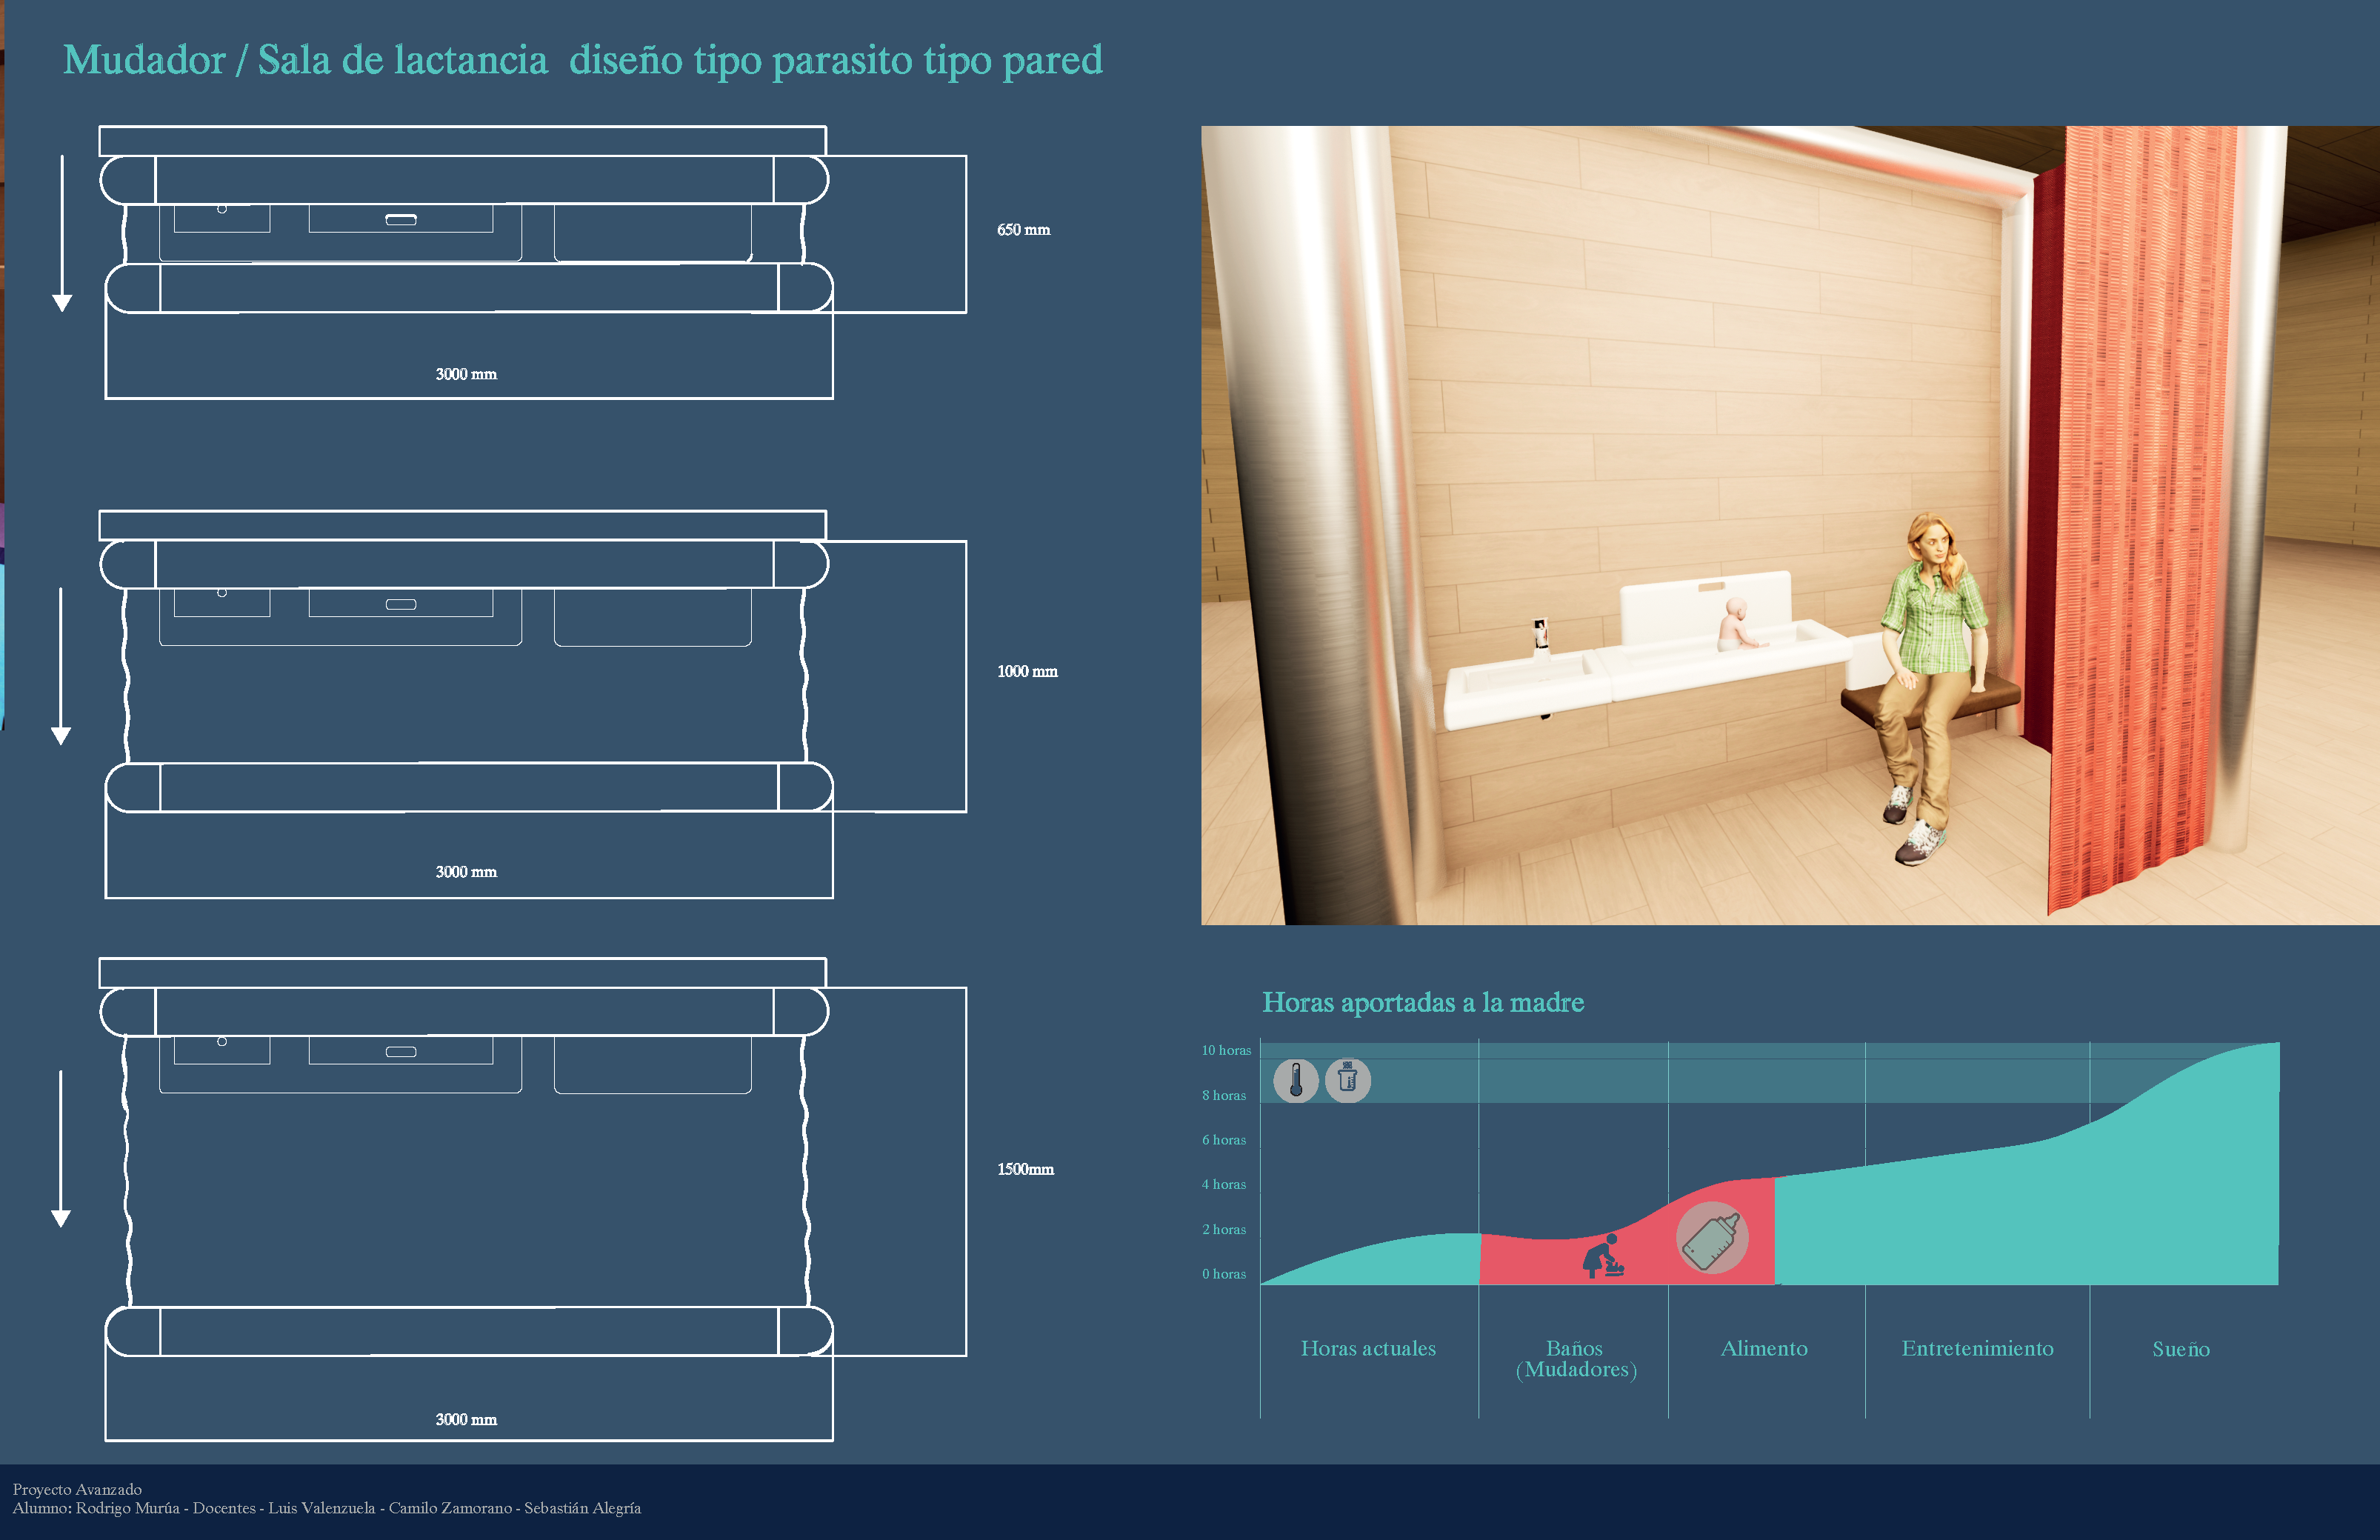 Mudador / Sala de lactancia  diseño tipo parasito tipo pared
650 mm
3000 mm
1000 mm
3000 mm
1500mm
3000 mm
Horas aportadas a la madre
10 horas
8 horas
6 horas
4 horas
2 horas
0 horas
Horas actuales
Baños
(Mudadores)
Alimento
Entretenimiento
Sueño
Proyecto Avanzado
Alumno: Rodrigo Murúa - Docentes - Luis Valenzuela - Camilo Zamorano - Sebastián Alegría